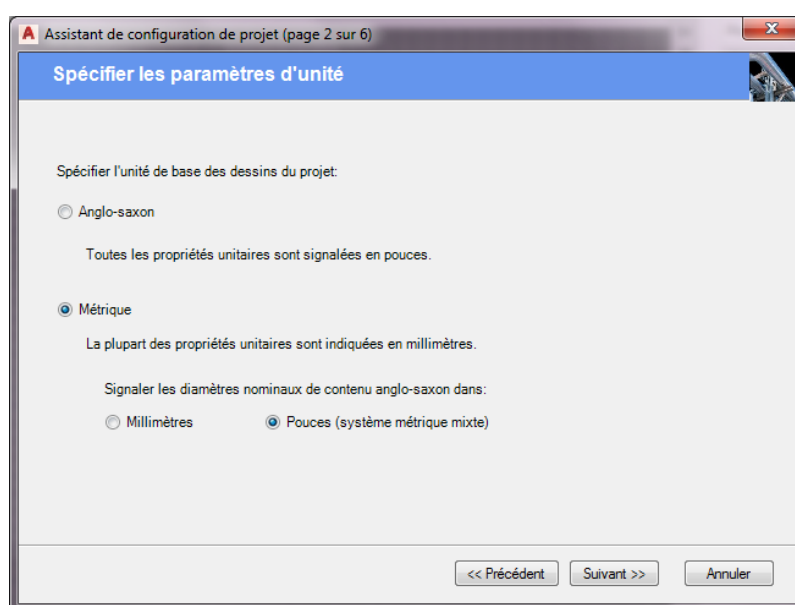 Assistant de configuration de projet (page 2 sur 6)
Spécifier les paramètres d'unité
Spécifier l'unité de base des dessins du projet:
Anglo-saxon
Toutes les propriétés unitaires sont signalées en pouces.
Métrique
La plupart des propriétés unitaires sont indiquées en millimètres.
Signaler les diamètres nominaux de contenu anglo-saxon dans:
Millimètres Pouces (système métrique mixte)
<< Précédent Suivant >> Annuler